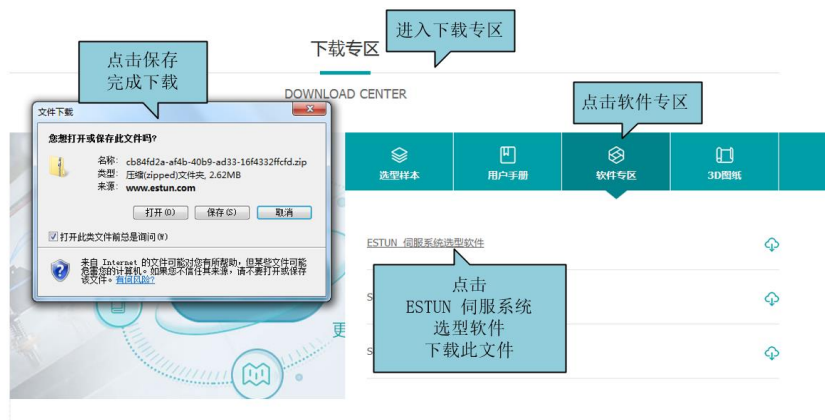 进入下载专区
下载专区
DOWNLOAD CENTER
点击保存
完成下载
点击软件专区
文件下载
您想打开或保存此文件吗?
名称: cb84fd2a-af4b-40b9-ad33-16f4332ffcfd.zip
类型: 压缩(zipped)文件夹, 2.62MB
来源: www.estun.com
打开(O) 保存(S) 取消
打开此类文件前总是询问(W)
来自 Internet 的文件可能对您有所帮助,但某些文件可能
危害您的计算机。如果您不信任其来源,请不要打开或保存
该文件。有何风险?
选型样本 用户手册 软件专区 3D图纸
ESTUN 伺服系统选型软件
点击
ESTUN 伺服系统
选型软件
下载此文件
S
S
更